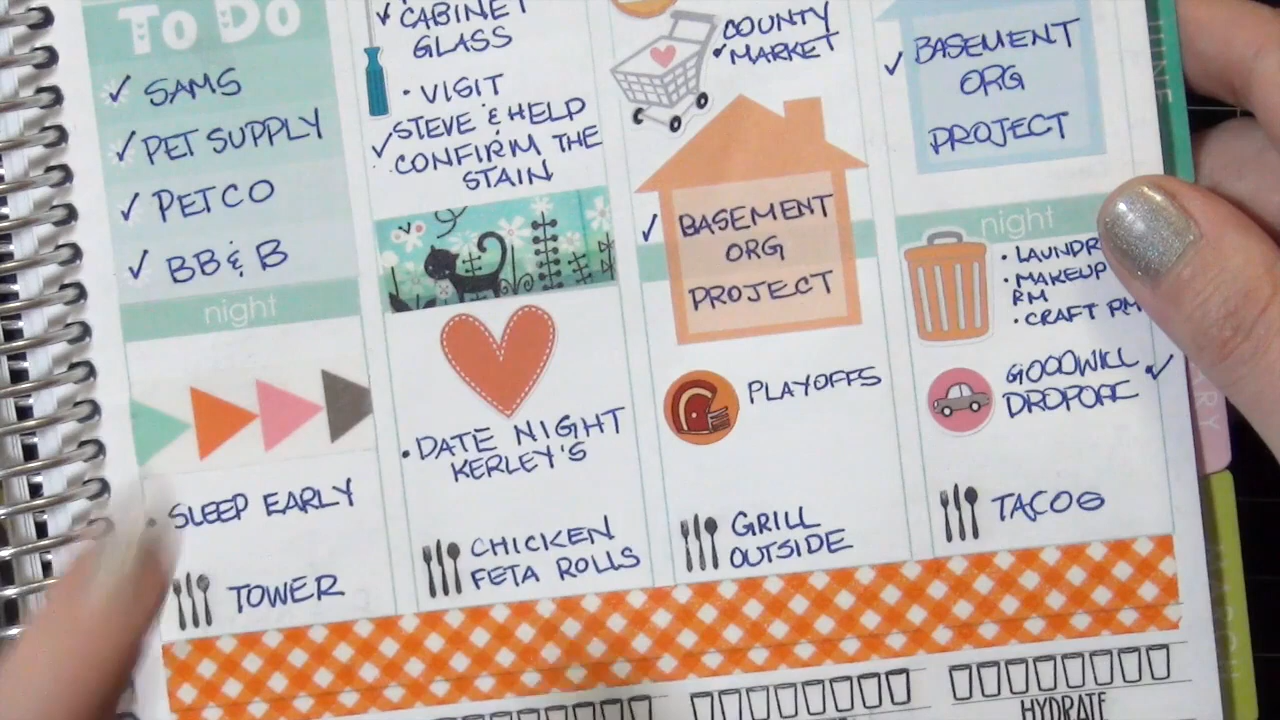 To Do
✓ SAMS
✓ PET SUPPLY
✓ PETCO
✓ BB & B
night
• SLEEP EARLY
TOWER
✓ CABINET
GLASS
• VISIT
✓ STEVE & HELP
CONFIRM THE
STAIN
• DATE NIGHT
KERLEY'S
CHICKEN
FETA ROLLS
COUNTY
✓ MARKET
✓ BASEMENT
ORG
PROJECT
PLAYOFFS
GRILL
OUTSIDE
✓ BASEMENT
ORG
PROJECT
night
• LAUNDR
• MAKEUP
RM
• CRAFT RM
GOODWILL ✓
DROPOFF
TACOS
HYDRATE
JUNE